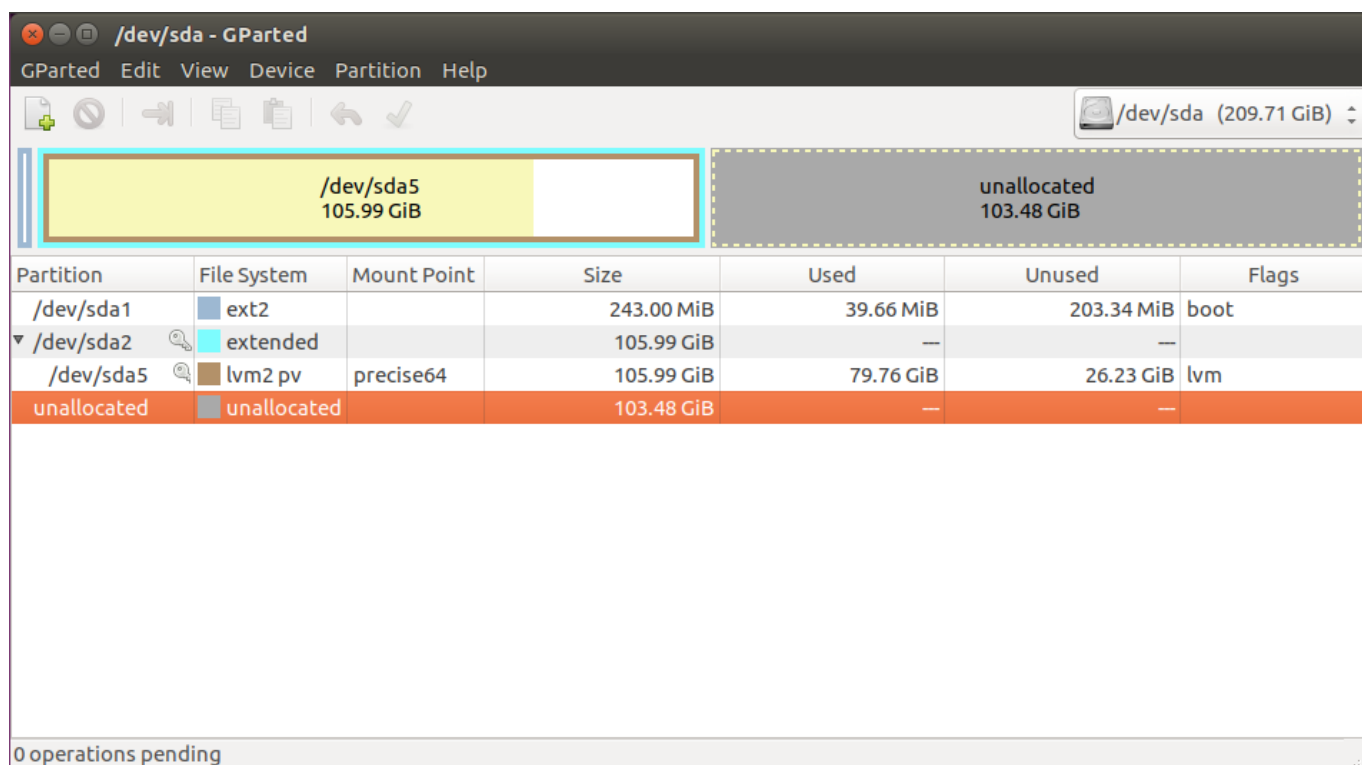 /dev/sda - GParted
GParted Edit View Device Partition Help
/dev/sda (209.71 GiB)
/dev/sda5
105.99 GiB
unallocated
103.48 GiB
Partition File System Mount Point Size Used Unused Flags
/dev/sda1 ext2 243.00 MiB 39.66 MiB 203.34 MiB boot
/dev/sda2 extended 105.99 GiB --- ---
/dev/sda5 lvm2 pv precise64 105.99 GiB 79.76 GiB 26.23 GiB lvm
unallocated unallocated 103.48 GiB --- ---
0 operations pending